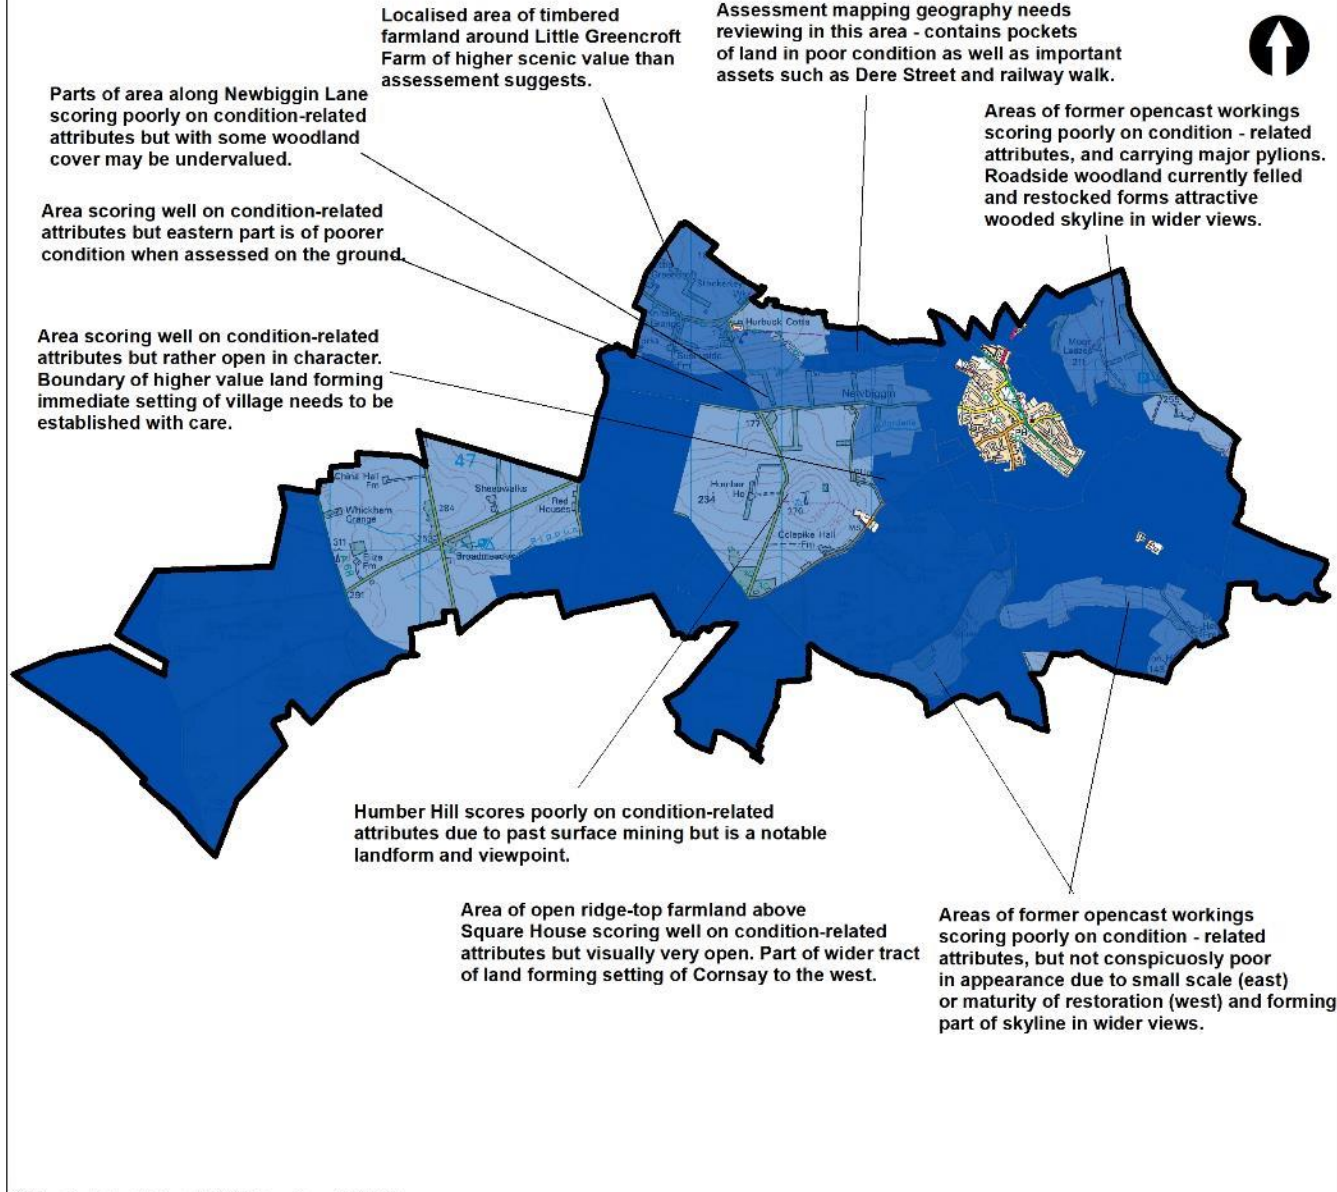 Localised area of timbered
farmland around Little Greencroft
Farm of higher scenic value than
assessement suggests.
Assessment mapping geography needs
reviewing in this area - contains pockets
of land in poor condition as well as important
assets such as Dere Street and railway walk.
Parts of area along Newbiggin Lane
scoring poorly on condition-related
attributes but with some woodland
cover may be undervalued.
Areas of former opencast workings
scoring poorly on condition - related
attributes, and carrying major pylions.
Roadside woodland currently felled
and restocked forms attractive
wooded skyline in wider views.
Area scoring well on condition-related
attributes but eastern part is of poorer
condition when assessed on the ground.
Area scoring well on condition-related
attributes but rather open in character.
Boundary of higher value land forming
immediate setting of village needs to be
established with care.
Hurbuck Cotts
Newbiggin
177
47
Sheepwalks
284
Whickham
Grange
Red
Houses
311
Broadmeadows
291
234
Humber
Ho
Colepike Hall
Fm
Humber Hill scores poorly on condition-related
attributes due to past surface mining but is a notable
landform and viewpoint.
Area of open ridge-top farmland above
Square House scoring well on condition-related
attributes but visually very open. Part of wider tract
of land forming setting of Cornsay to the west.
Areas of former opencast workings
scoring poorly on condition - related
attributes, but not conspicuosly poor
in appearance due to small scale (east)
or maturity of restoration (west) and forming
part of skyline in wider views.